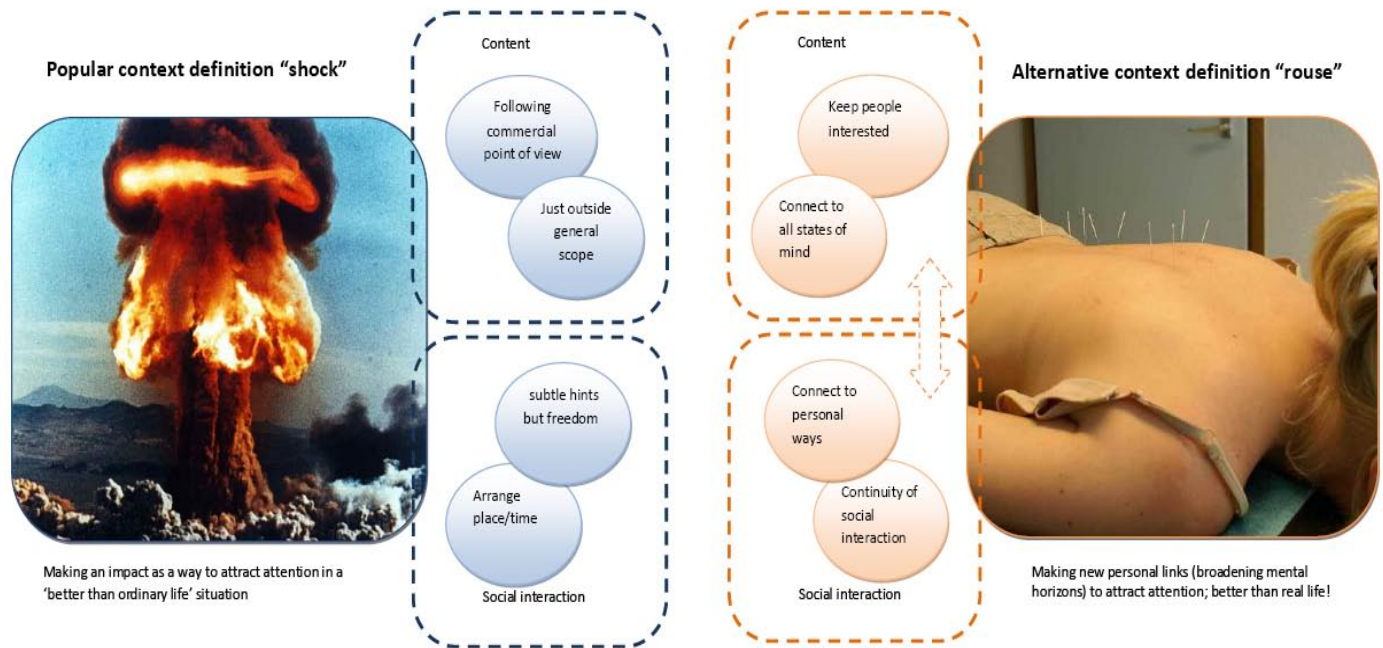 Popular context definition “shock”
Content
Following
commercial
point of view
Just outside
general
scope
subtle hints
but freedom
Arrange
place/time
Social interaction
Making an impact as a way to attract attention in a
‘better than ordinary life’ situation
Content
Keep people
interested
Connect to
all states of
mind
Connect to
personal
ways
Continuity of
social
interaction
Social interaction
Alternative context definition “rouse”
Making new personal links (broadening mental
horizons) to attract attention; better than real life!